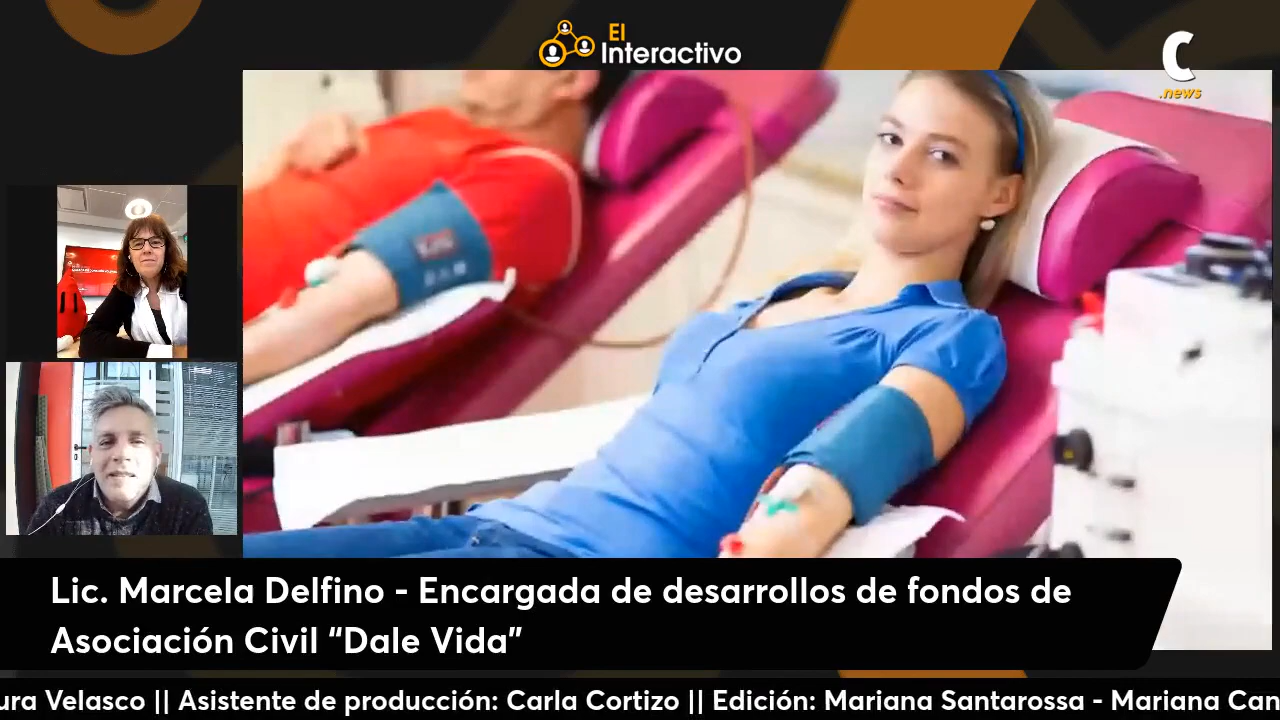 El
Interactivo
.news
Lic. Marcela Delfino - Encargada de desarrollos de fondos de
Asociación Civil “Dale Vida”
ura Velasco || Asistente de producción: Carla Cortizo || Edición: Mariana Santarossa - Mariana Can